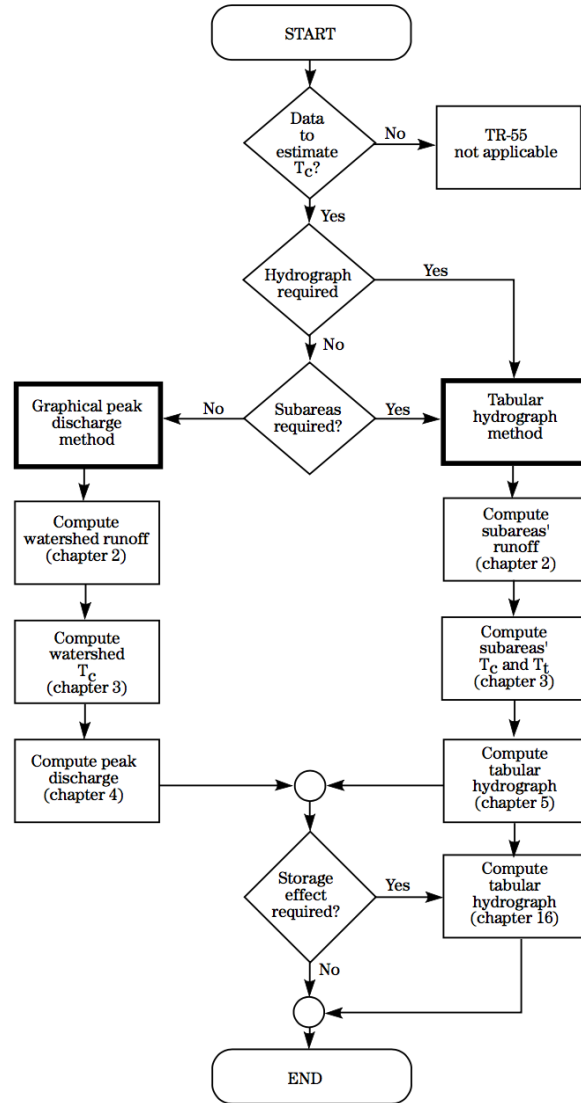 START
Data
to
estimate
Tc?
No
TR-55
not applicable
Yes
Hydrograph
required
Yes
No
Graphical peak
discharge
method
No
Subareas
required?
Yes
Tabular
hydrograph
method
Compute
watershed runoff
(chapter 2)
Compute
subareas'
runoff
(chapter 2)
Compute
watershed
Tc
(chapter 3)
Compute
subareas'
Tc and Tt
(chapter 3)
Compute peak
discharge
(chapter 4)
Compute
tabular
hydrograph
(chapter 5)
Storage
effect
required?
Yes
Compute
tabular
hydrograph
(chapter 16)
No
END